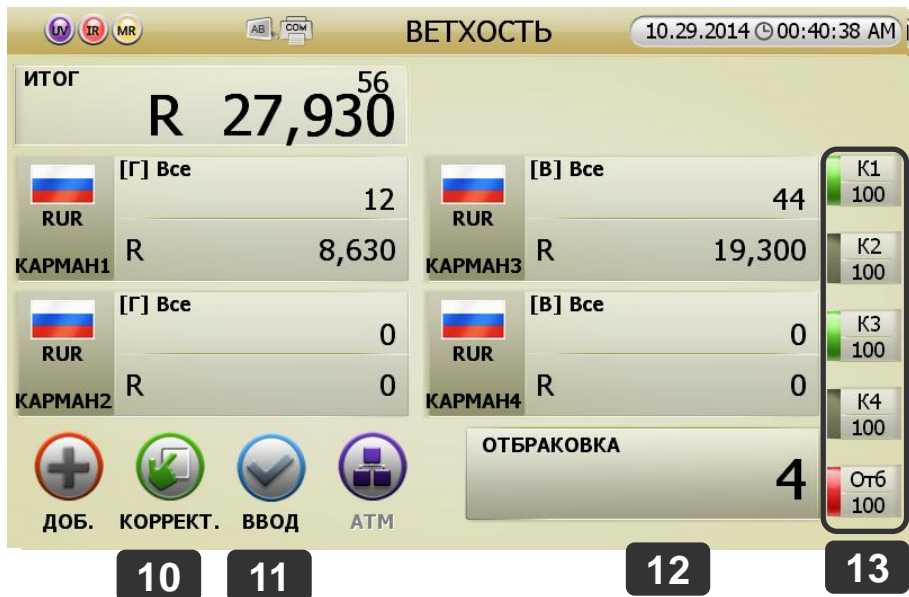 UV IR MR AB COM ВЕТХОСТЬ 10.29.2014 00:40:38 AM
ИТОГ
56
R 27,930
[Г] Все
12
RUR
R 8,630
КАРМАН1
[В] Все
44
RUR
R 19,300
КАРМАН3
[Г] Все
0
RUR
R 0
КАРМАН2
[В] Все
0
RUR
R 0
КАРМАН4
К1
100
К2
100
К3
100
К4
100
Отб
100
ОТБРАКОВКА
4
ДОБ. КОРРЕКТ. ВВОД АТМ
10 11 12 13